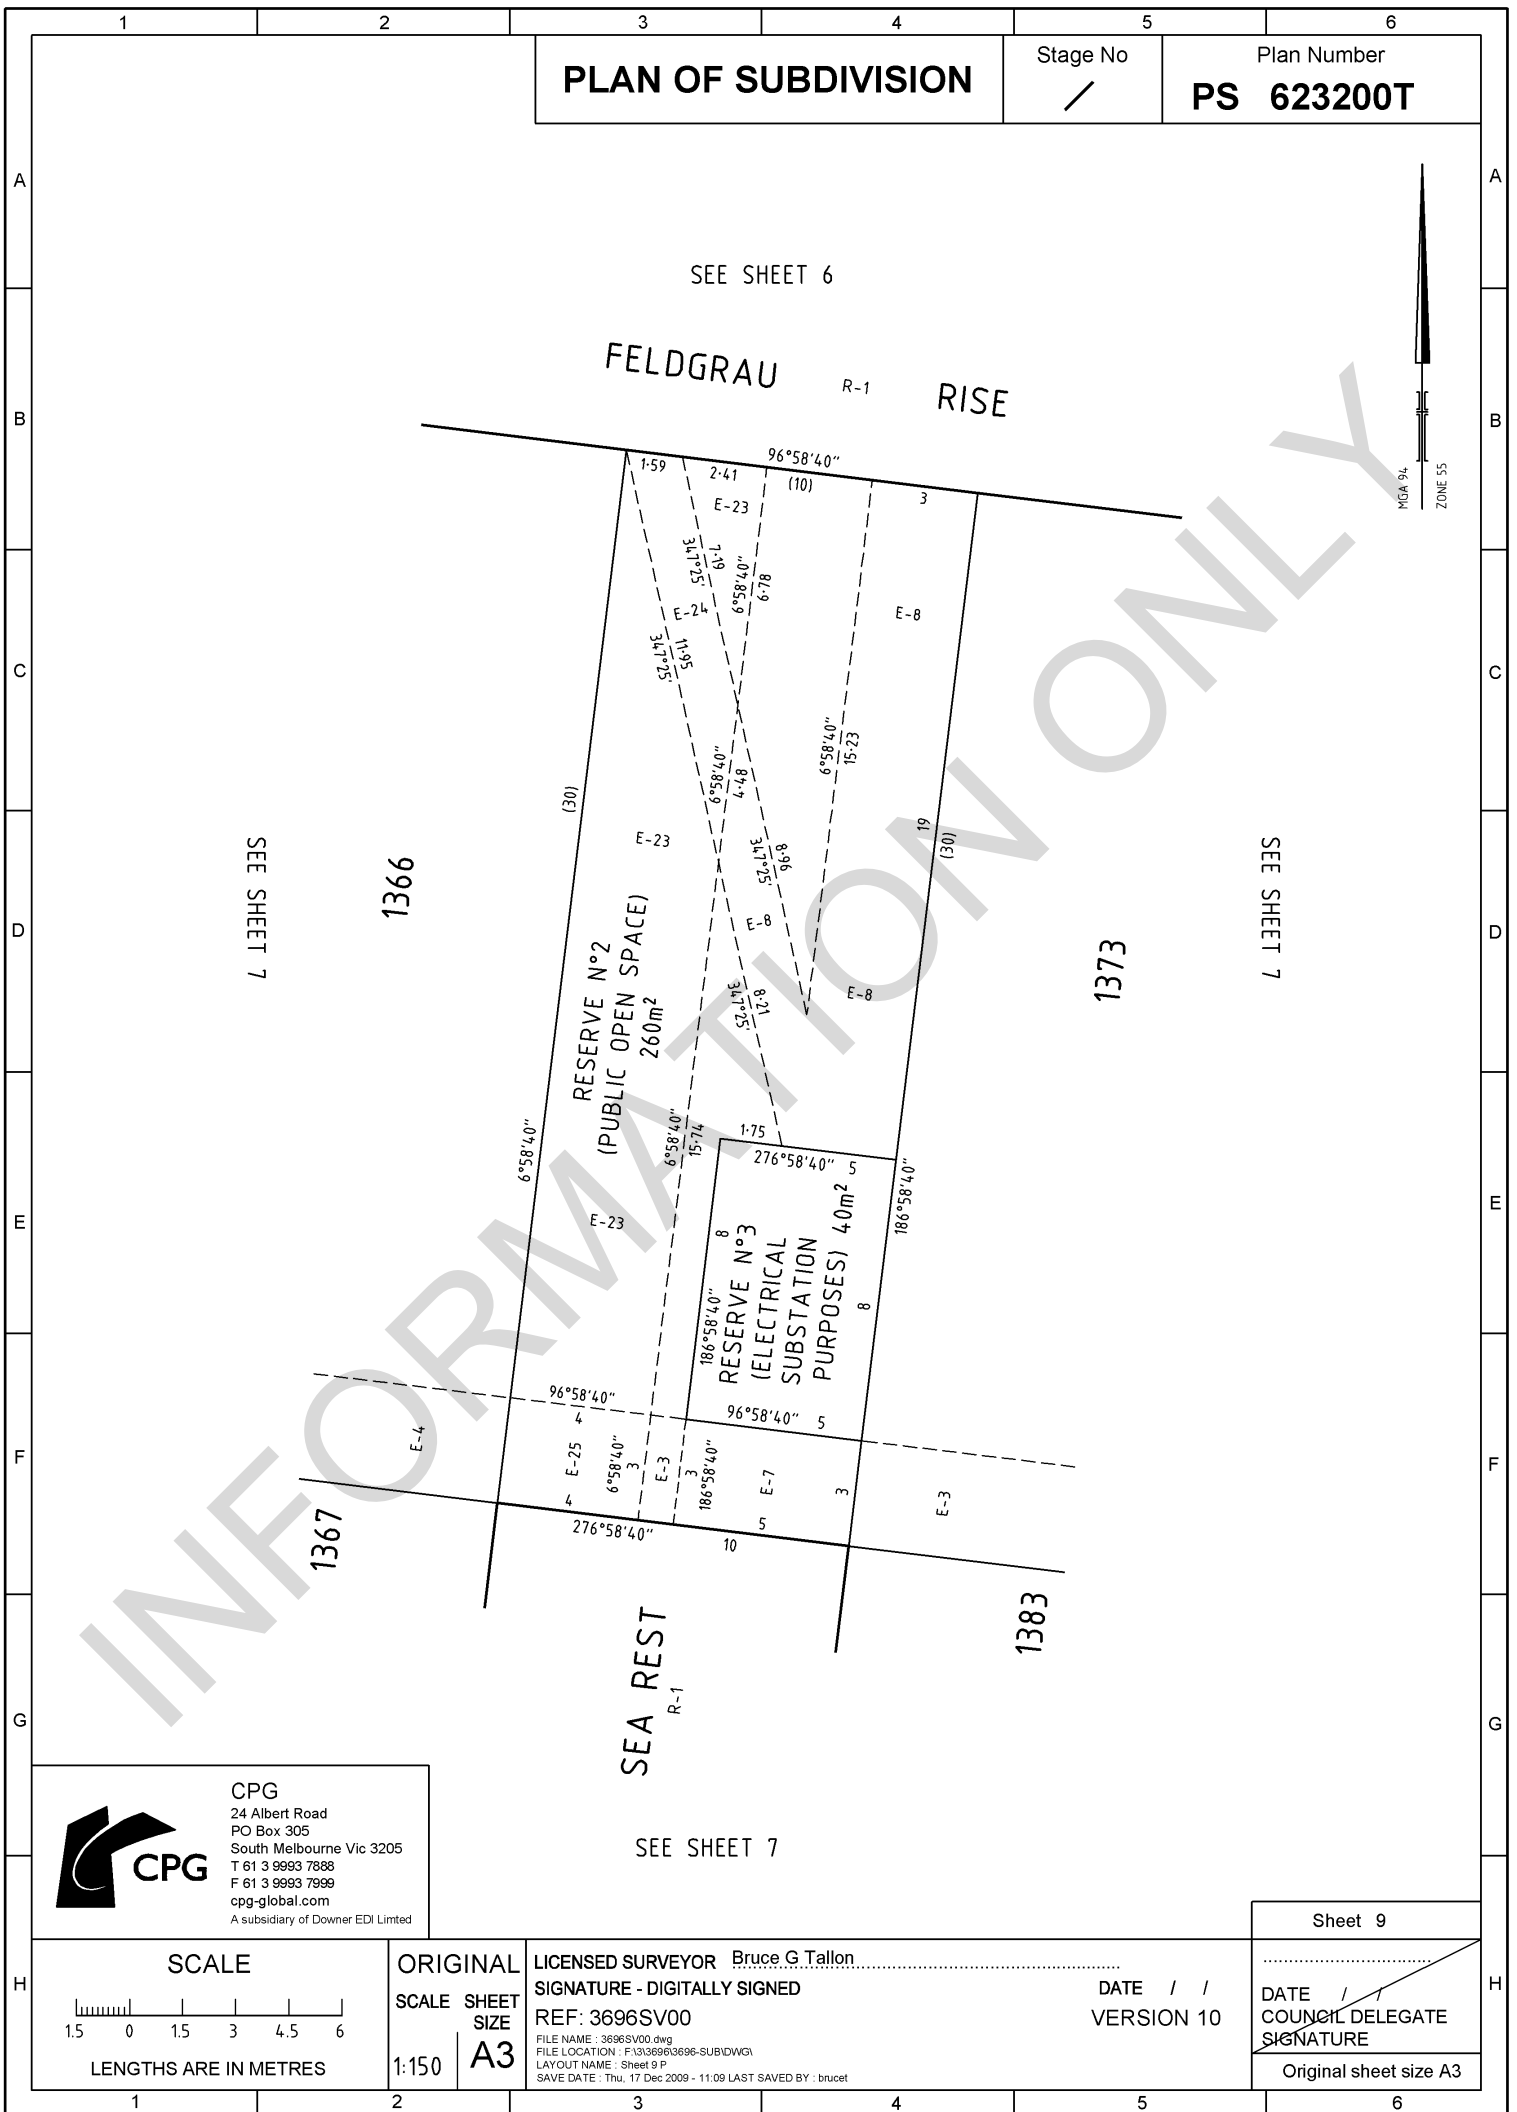 1 2 3 4 5 6
PLAN OF SUBDIVISION
Stage No
/
Plan Number
PS 623200T
A
A
SEE SHEET 6
B
B
FELDGRAU R-1 RISE
MGA 94
ZONE 55
96°58'40"
1·59
2·41
(10)
3
E-23
7·19
347°25'
6°58'40"
6·78
E-24
E-8
11·95
347°25'
C
C
6°58'40"
15·23
6°58'40"
4·48
(30)
19
(30)
E-23
8·96
347°25'
SEE SHEET 7
1366
SEE SHEET 7
D
D
E-8
1373
RESERVE N°2
(PUBLIC OPEN SPACE)
260m²
E-8
8·21
347°25'
6°58'40"
6°58'40"
15·74
1·75
276°58'40" 5
186°58'40"
E
E
E-23
8
186°58'40"
RESERVE N°3
(ELECTRICAL
SUBSTATION
PURPOSES) 40m²
8
96°58'40"
4
96°58'40" 5
F
F
E-4
E-25
6°58'40"
3
E-3
3
186°58'40"
E-7
3
E-3
4
276°58'40"
5
10
1367
1383
SEA REST
R-1
G
G
INFORMATION ONLY
SEE SHEET 7
CPG
CPG
24 Albert Road
PO Box 305
South Melbourne Vic 3205
T 61 3 9993 7888
F 61 3 9993 7999
cpg-global.com
A subsidiary of Downer EDI Limted
Sheet 9
H
H
SCALE
1.5 0 1.5 3 4.5 6
LENGTHS ARE IN METRES
ORIGINAL
SCALE
SHEET
SIZE
1:150
A3
LICENSED SURVEYOR Bruce G Tallon
SIGNATURE - DIGITALLY SIGNED
DATE / /
REF: 3696SV00
VERSION 10
FILE NAME : 3696SV00.dwg
FILE LOCATION : F:\3\3696\3696-SUB\DWG\
LAYOUT NAME : Sheet 9 P
SAVE DATE : Thu, 17 Dec 2009 - 11:09 LAST SAVED BY : brucet
DATE / /
COUNCIL DELEGATE
SIGNATURE
Original sheet size A3
1 2 3 4 5 6